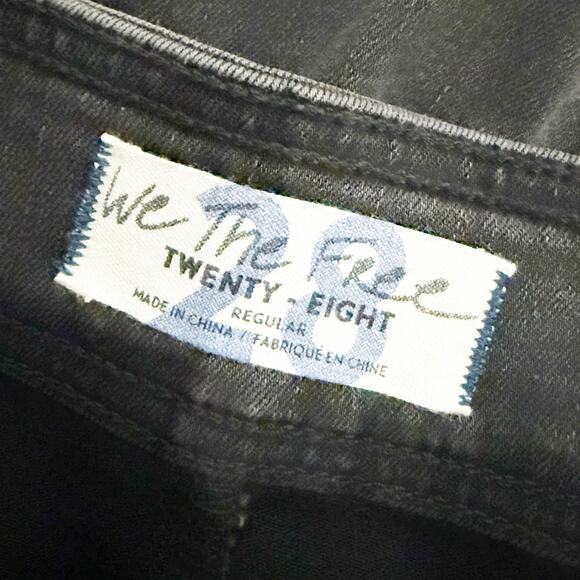 We The Free
28
TWENTY - EIGHT
REGULAR
MADE IN CHINA / FABRIQUÉ EN CHINE